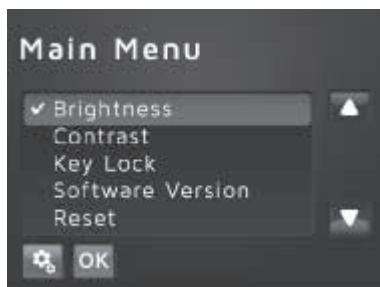 Main Menu
Brightness
Contrast
Key Lock
Software Version
Reset
OK